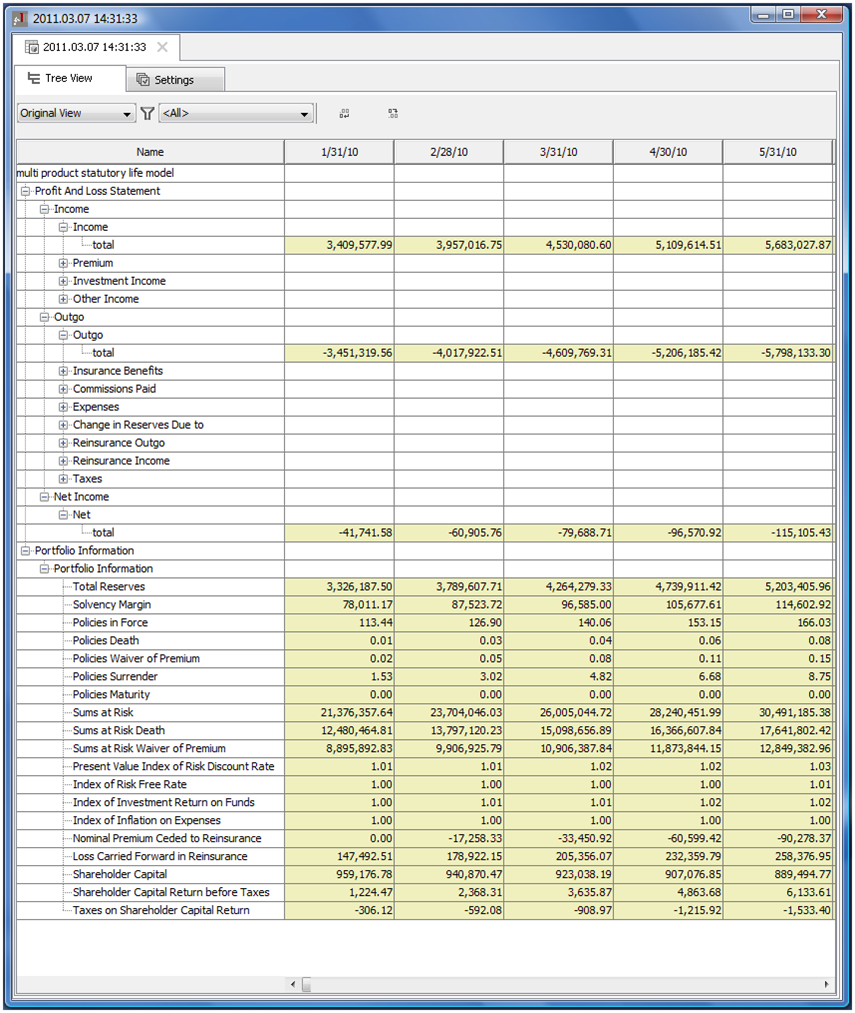 2011.03.07 14:31:33
2011.03.07 14:31:33
Tree View Settings
Original View <All>
Name 1/31/10 2/28/10 3/31/10 4/30/10 5/31/10
multi product statutory life model
Profit And Loss Statement
Income
Income
total 3,409,577.99 3,957,016.75 4,530,080.60 5,109,614.51 5,683,027.87
Premium
Investment Income
Other Income
Outgo
Outgo
total -3,451,319.56 -4,017,922.51 -4,609,769.31 -5,206,185.42 -5,798,133.30
Insurance Benefits
Commissions Paid
Expenses
Change in Reserves Due to
Reinsurance Outgo
Reinsurance Income
Taxes
Net Income
Net
total -41,741.58 -60,905.76 -79,688.71 -96,570.92 -115,105.43
Portfolio Information
Portfolio Information
Total Reserves 3,326,187.50 3,789,607.71 4,264,279.33 4,739,911.42 5,203,405.96
Solvency Margin 78,011.17 87,523.72 96,585.00 105,677.61 114,602.92
Policies in Force 113.44 126.90 140.06 153.15 166.03
Policies Death 0.01 0.03 0.04 0.06 0.08
Policies Waiver of Premium 0.02 0.05 0.08 0.11 0.15
Policies Surrender 1.53 3.02 4.82 6.68 8.75
Policies Maturity 0.00 0.00 0.00 0.00 0.00
Sums at Risk 21,376,357.64 23,704,046.03 26,005,044.72 28,240,451.99 30,491,185.38
Sums at Risk Death 12,480,464.81 13,797,120.23 15,098,656.89 16,366,607.84 17,641,802.42
Sums at Risk Waiver of Premium 8,895,892.83 9,906,925.79 10,906,387.84 11,873,844.15 12,849,382.96
Present Value Index of Risk Discount Rate 1.01 1.01 1.02 1.02 1.03
Index of Risk Free Rate 1.00 1.00 1.00 1.00 1.01
Index of Investment Return on Funds 1.00 1.01 1.01 1.02 1.02
Index of Inflation on Expenses 1.00 1.00 1.00 1.00 1.00
Nominal Premium Ceded to Reinsurance 0.00 -17,258.33 -33,450.92 -60,599.42 -90,278.37
Loss Carried Forward in Reinsurance 147,492.51 178,922.15 205,356.07 232,359.79 258,376.95
Shareholder Capital 959,176.78 940,870.47 923,038.19 907,076.85 889,494.77
Shareholder Capital Return before Taxes 1,224.47 2,368.31 3,635.87 4,863.68 6,133.61
Taxes on Shareholder Capital Return -306.12 -592.08 -908.97 -1,215.92 -1,533.40